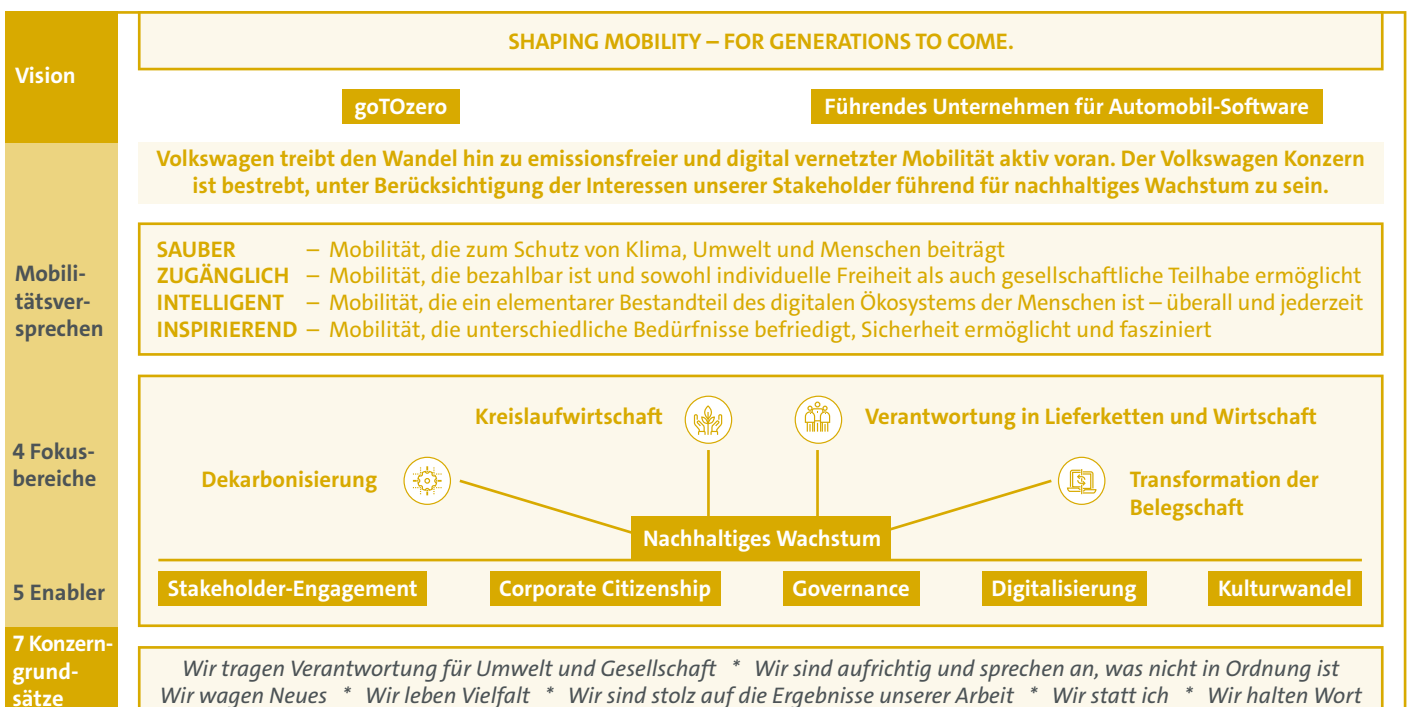 Vision
SHAPING MOBILITY – FOR GENERATIONS TO COME.
goTOzero
Führendes Unternehmen für Automobil-Software
Volkswagen treibt den Wandel hin zu emissionsfreier und digital vernetzter Mobilität aktiv voran. Der Volkswagen Konzern
ist bestrebt, unter Berücksichtigung der Interessen unserer Stakeholder führend für nachhaltiges Wachstum zu sein.
Mobili-
tätsver-
sprechen
SAUBER – Mobilität, die zum Schutz von Klima, Umwelt und Menschen beiträgt
ZUGÄNGLICH – Mobilität, die bezahlbar ist und sowohl individuelle Freiheit als auch gesellschaftliche Teilhabe ermöglicht
INTELLIGENT – Mobilität, die ein elementarer Bestandteil des digitalen Ökosystems der Menschen ist – überall und jederzeit
INSPIRIEREND – Mobilität, die unterschiedliche Bedürfnisse befriedigt, Sicherheit ermöglicht und fasziniert
4 Fokus-
bereiche
Kreislaufwirtschaft
Verantwortung in Lieferketten und Wirtschaft
Dekarbonisierung
Transformation der
Belegschaft
Nachhaltiges Wachstum
5 Enabler
Stakeholder-Engagement
Corporate Citizenship
Governance
Digitalisierung
Kulturwandel
7 Konzern-
grund-
sätze
Wir tragen Verantwortung für Umwelt und Gesellschaft * Wir sind aufrichtig und sprechen an, was nicht in Ordnung ist
Wir wagen Neues * Wir leben Vielfalt * Wir sind stolz auf die Ergebnisse unserer Arbeit * Wir statt ich * Wir halten Wort